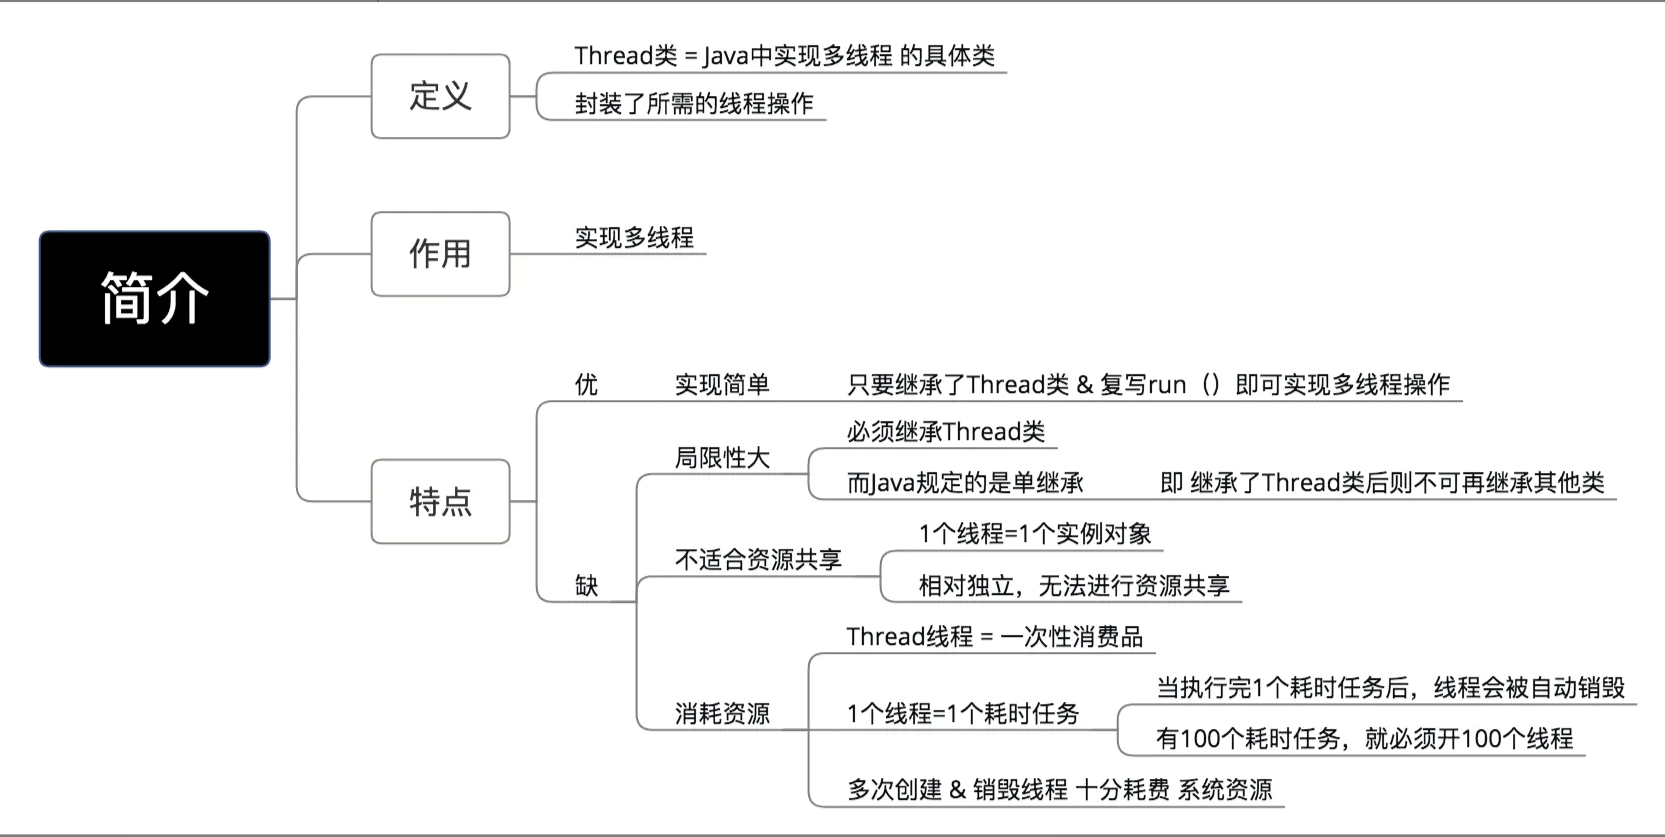 简介
定义
Thread类 = Java中实现多线程 的具体类
封装了所需的线程操作
作用
实现多线程
特点
优
实现简单
只要继承了Thread类 & 复写run（）即可实现多线程操作
缺
局限性大
必须继承Thread类
而Java规定的是单继承
即 继承了Thread类后则不可再继承其他类
不适合资源共享
1个线程=1个实例对象
相对独立，无法进行资源共享
消耗资源
Thread线程 = 一次性消费品
1个线程=1个耗时任务
当执行完1个耗时任务后，线程会被自动销毁
有100个耗时任务，就必须开100个线程
多次创建 & 销毁线程 十分耗费 系统资源